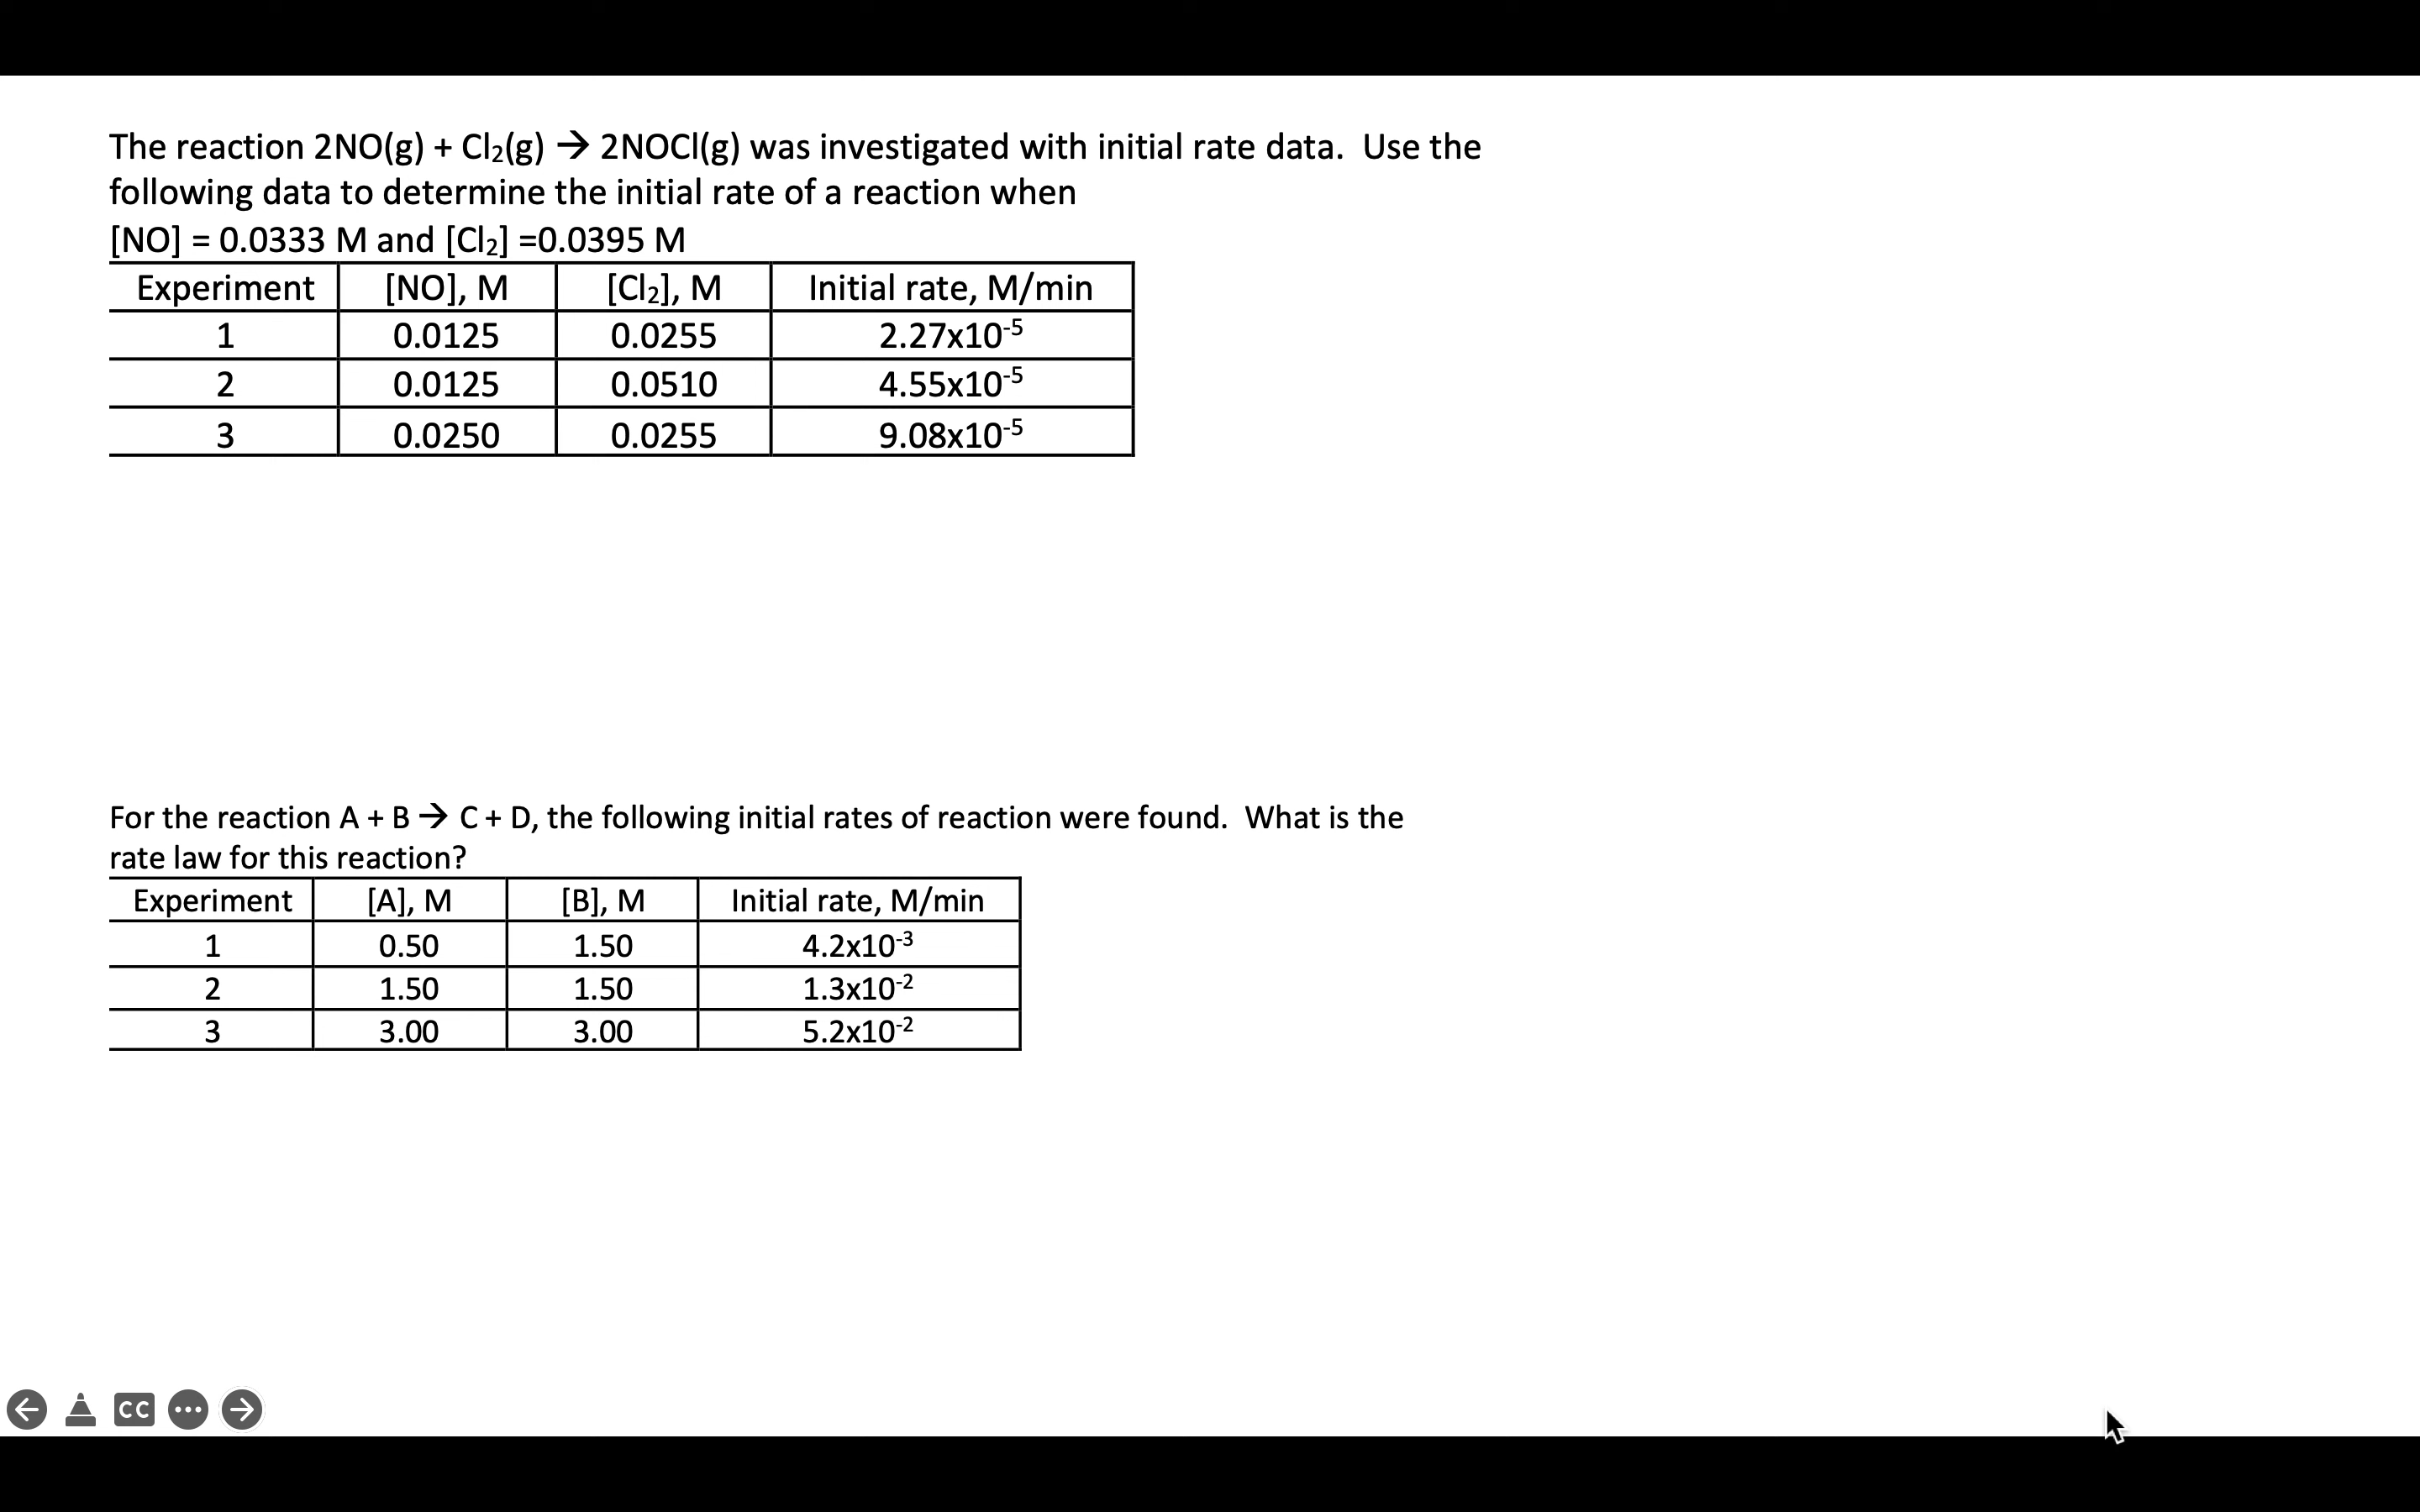 The reaction 2NO(g) + Cl₂(g) → 2NOCl(g) was investigated with initial rate data.  Use the
following data to determine the initial rate of a reaction when
[NO] = 0.0333 M and [Cl₂] =0.0395 M
Experiment [NO], M [Cl₂], M Initial rate, M/min
1 0.0125 0.0255 2.27x10⁻⁵
2 0.0125 0.0510 4.55x10⁻⁵
3 0.0250 0.0255 9.08x10⁻⁵
For the reaction A + B → C + D, the following initial rates of reaction were found.  What is the
rate law for this reaction?
Experiment [A], M [B], M Initial rate, M/min
1 0.50 1.50 4.2x10⁻³
2 1.50 1.50 1.3x10⁻²
3 3.00 3.00 5.2x10⁻²
CC